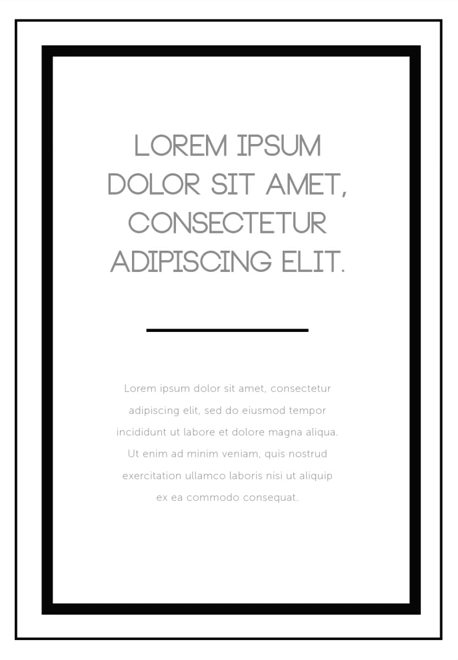 LOREM IPSUM
DOLOR SIT AMET,
CONSECTETUR
ADIPISCING ELIT.
Lorem ipsum dolor sit amet, consectetur
adipiscing elit, sed do eiusmod tempor
incididunt ut labore et dolore magna aliqua.
Ut enim ad minim veniam, quis nostrud
exercitation ullamco laboris nisi ut aliquip
ex ea commodo consequat.